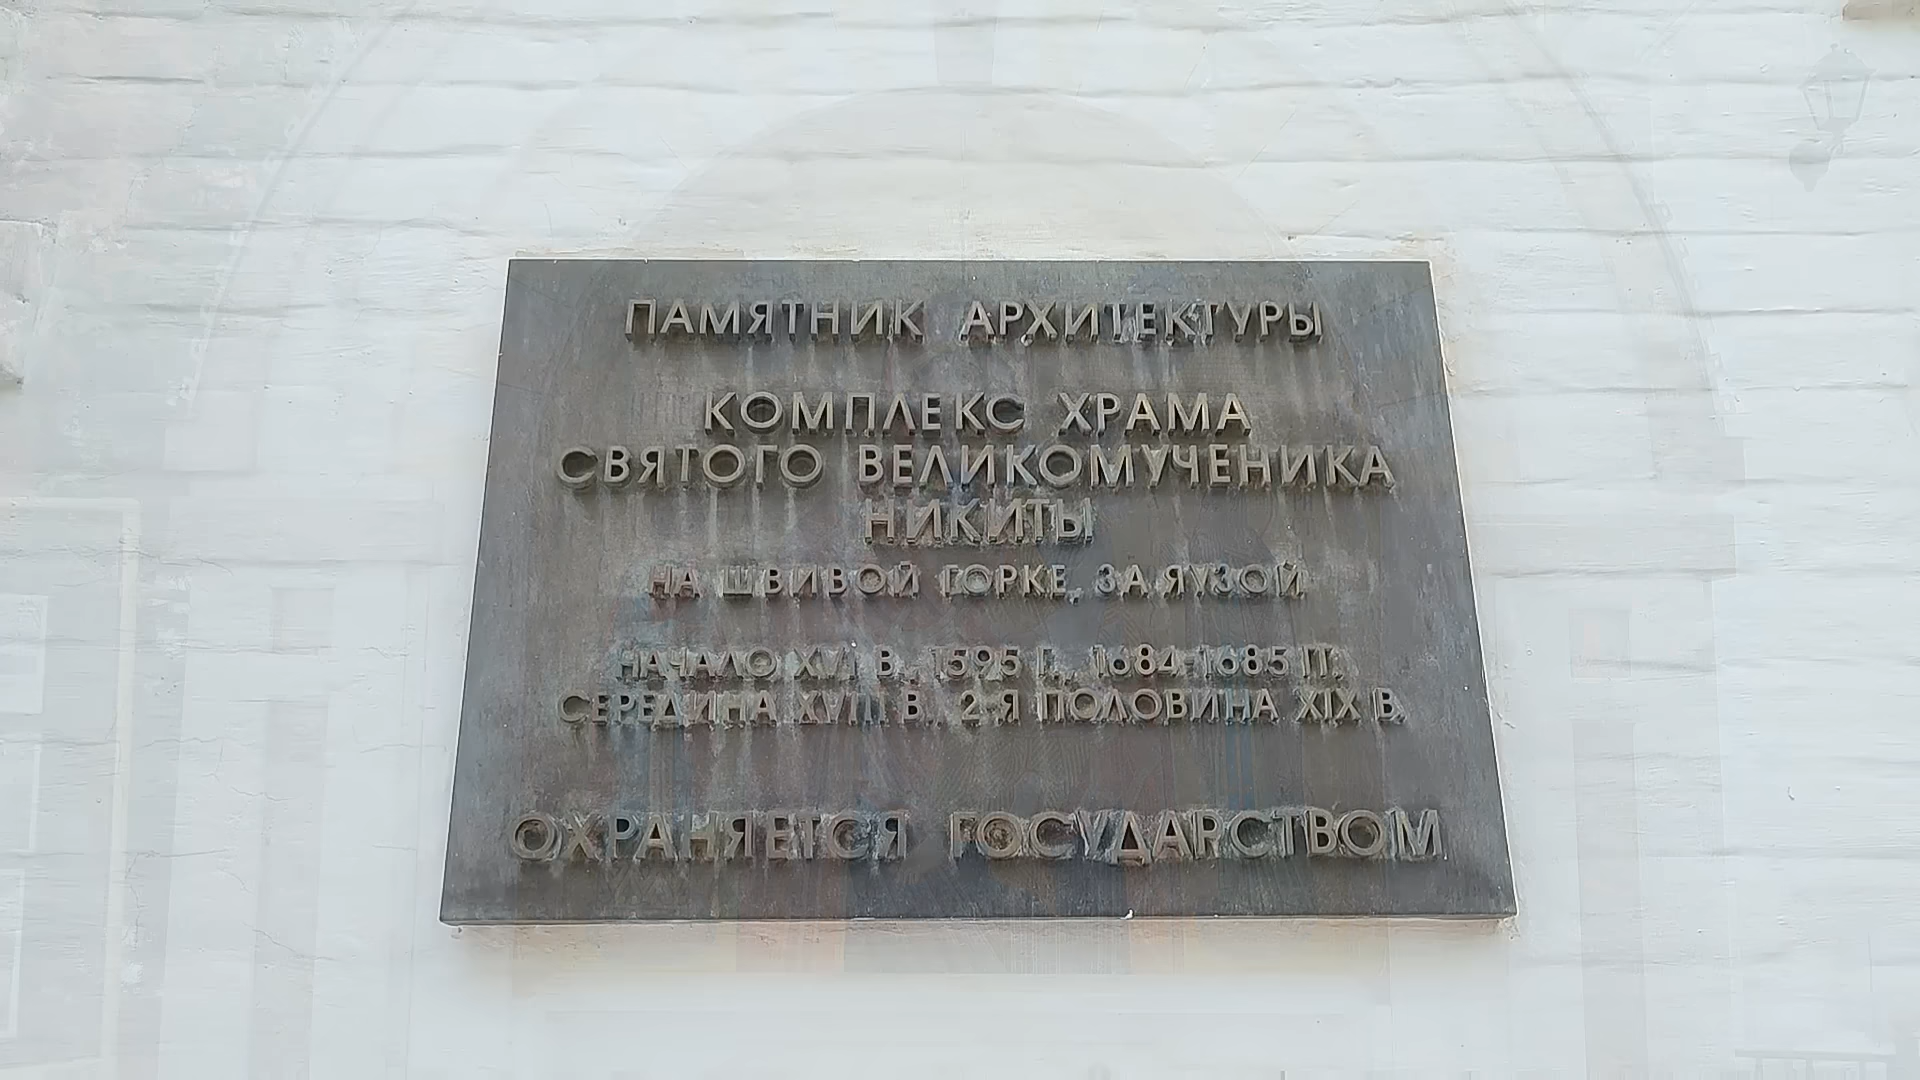 ПАМЯТНИК АРХИТЕКТУРЫ
КОМПЛЕКС ХРАМА
СВЯТОГО ВЕЛИКОМУЧЕНИКА
НИКИТЫ
НА ШВИВОЙ ГОРКЕ, ЗА ЯУЗОЙ
НАЧАЛО XVI В., 1595 Г., 1684-1685 ГГ.
СЕРЕДИНА XVIII В., 2-Я ПОЛОВИНА XIX В.
ОХРАНЯЕТСЯ ГОСУДАРСТВОМ